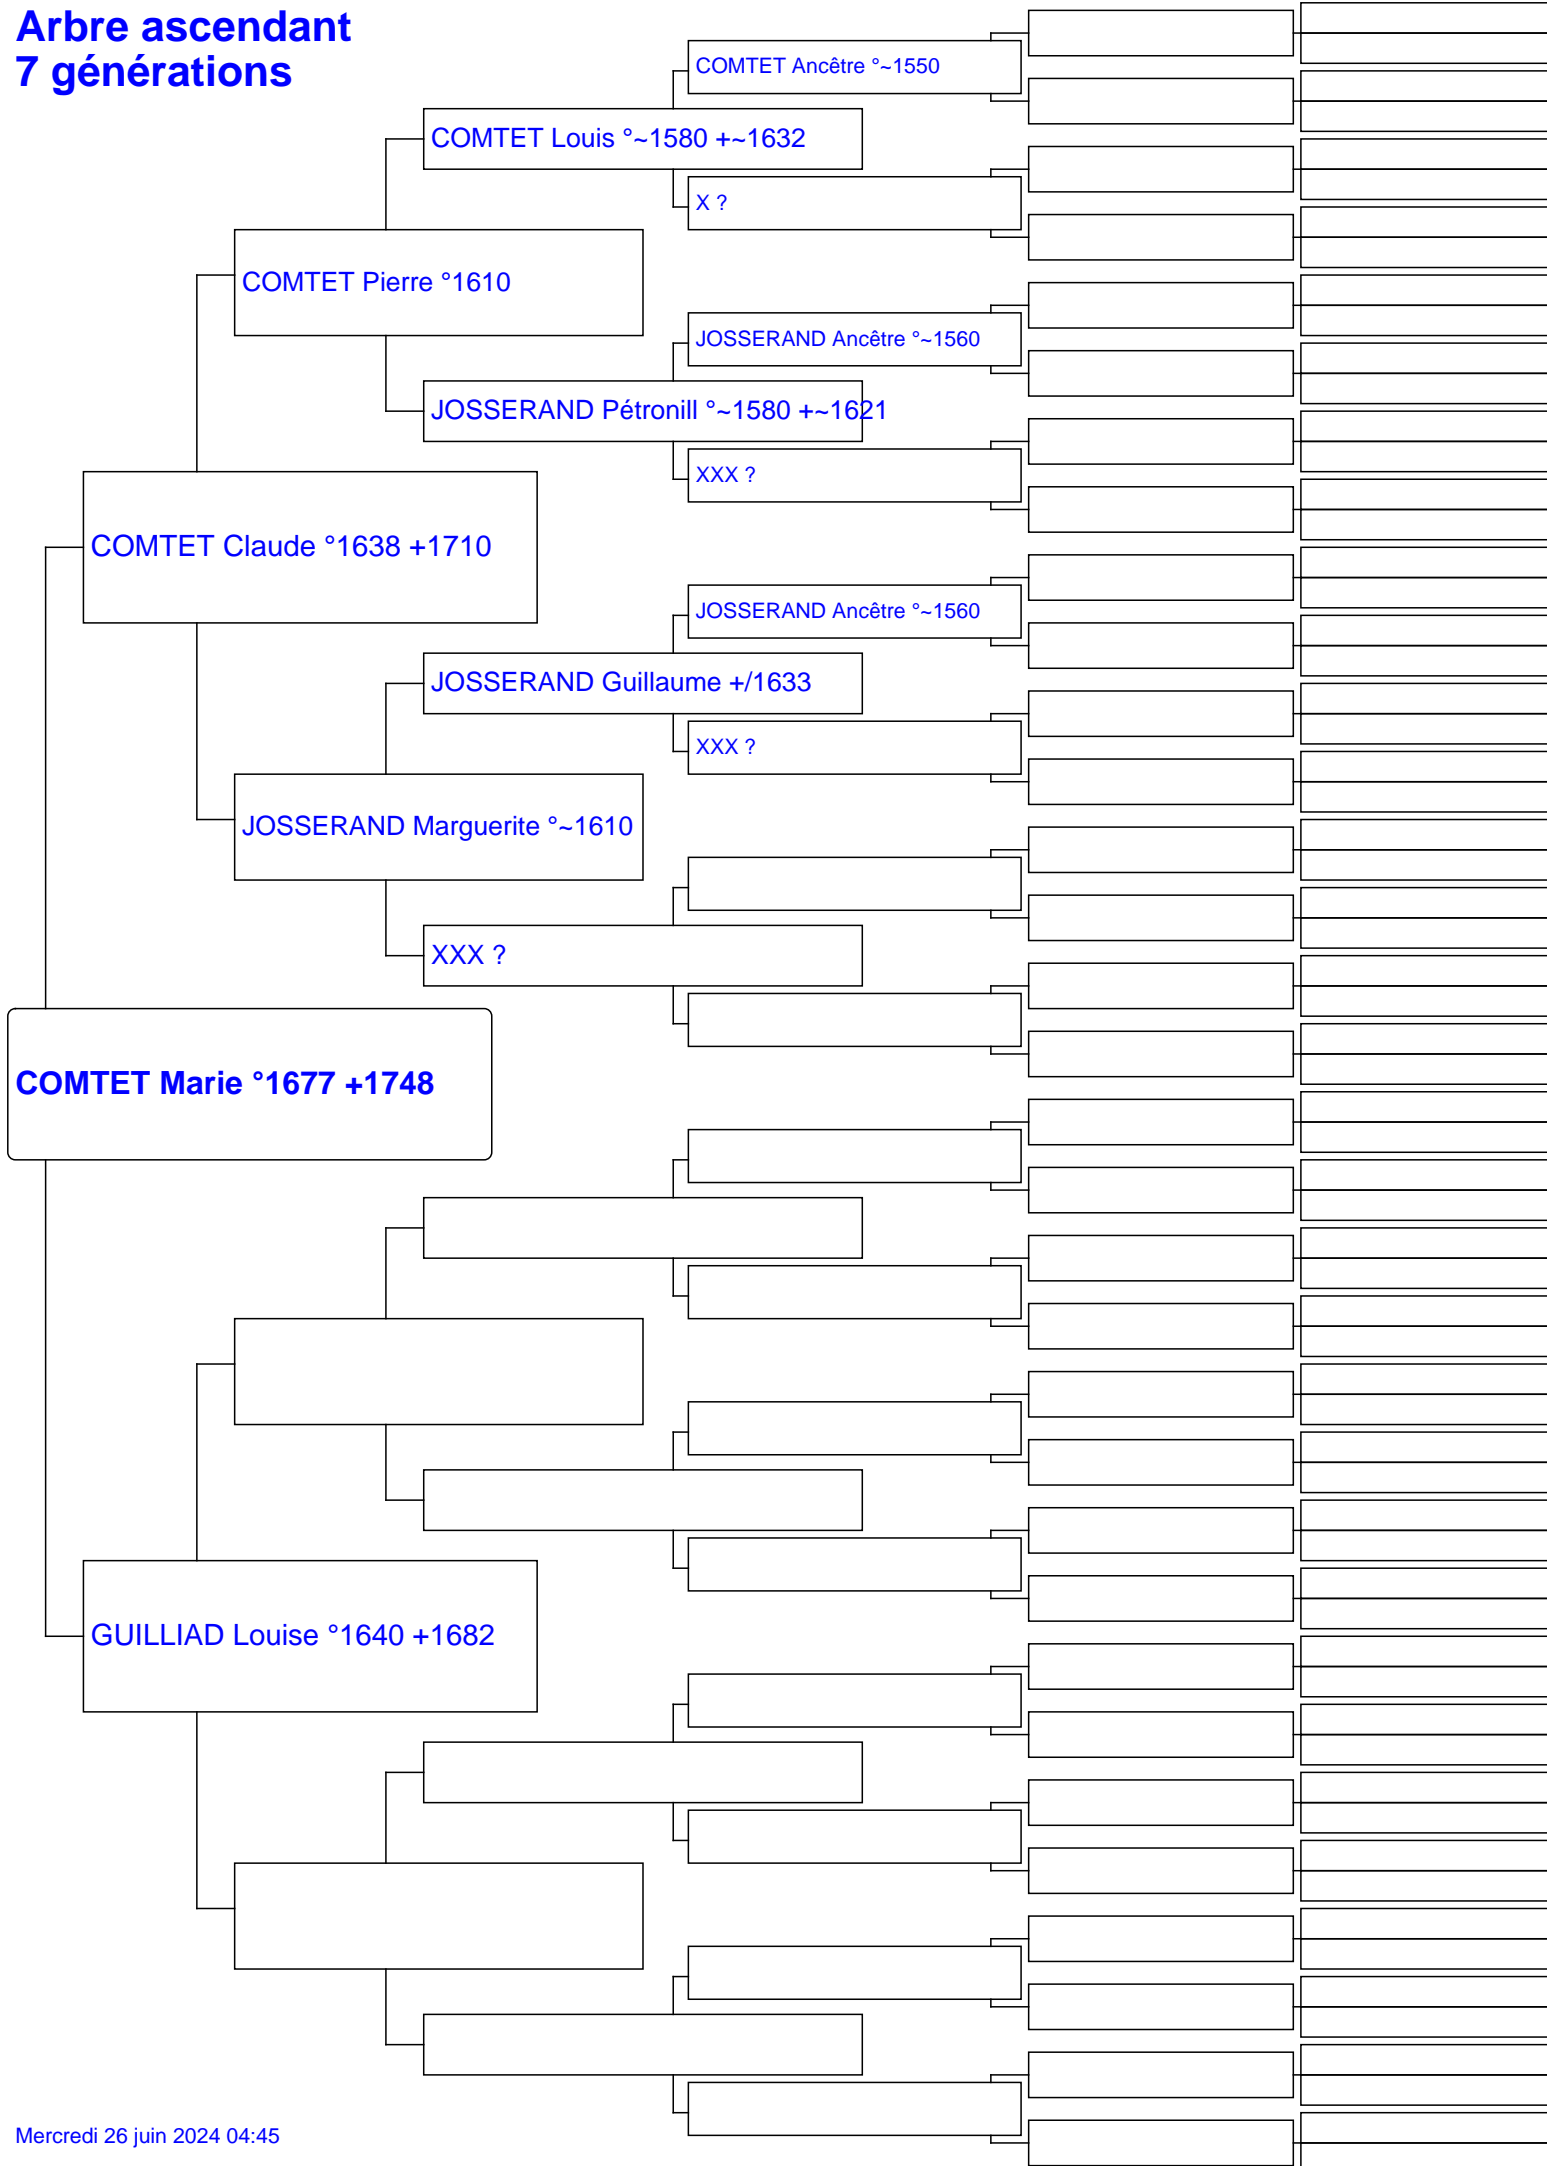 Arbre ascendant
7 générations
COMTET Ancêtre °~1550
COMTET Louis °~1580 +~1632
X ?
COMTET Pierre °1610
JOSSERAND Ancêtre °~1560
JOSSERAND Pétronill °~1580 +~1621
XXX ?
COMTET Claude °1638 +1710
JOSSERAND Ancêtre °~1560
JOSSERAND Guillaume +/1633
XXX ?
JOSSERAND Marguerite °~1610
XXX ?
COMTET Marie °1677 +1748
GUILLIAD Louise °1640 +1682
Mercredi 26 juin 2024 04:45